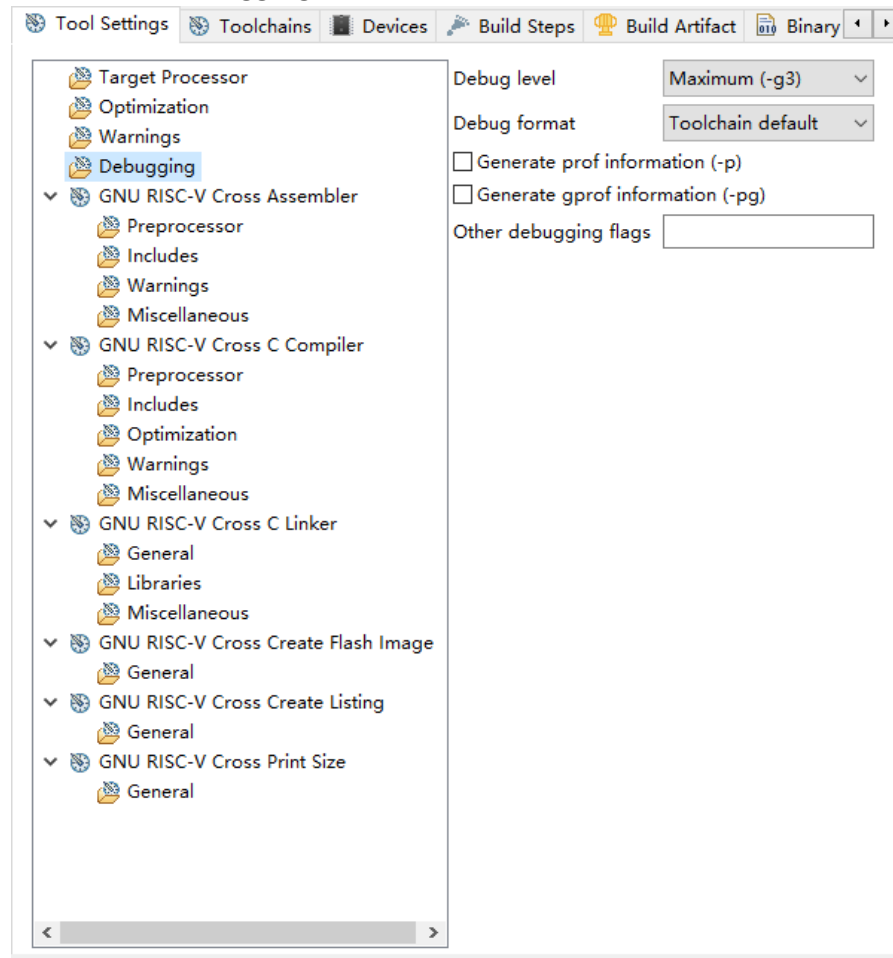 Tool Settings Toolchains Devices Build Steps Build Artifact Binary
Target Processor
Optimization
Warnings
Debugging
GNU RISC-V Cross Assembler
Preprocessor
Includes
Warnings
Miscellaneous
GNU RISC-V Cross C Compiler
Preprocessor
Includes
Optimization
Warnings
Miscellaneous
GNU RISC-V Cross C Linker
General
Libraries
Miscellaneous
GNU RISC-V Cross Create Flash Image
General
GNU RISC-V Cross Create Listing
General
GNU RISC-V Cross Print Size
General
Debug level Maximum (-g3)
Debug format Toolchain default
Generate prof information (-p)
Generate gprof information (-pg)
Other debugging flags